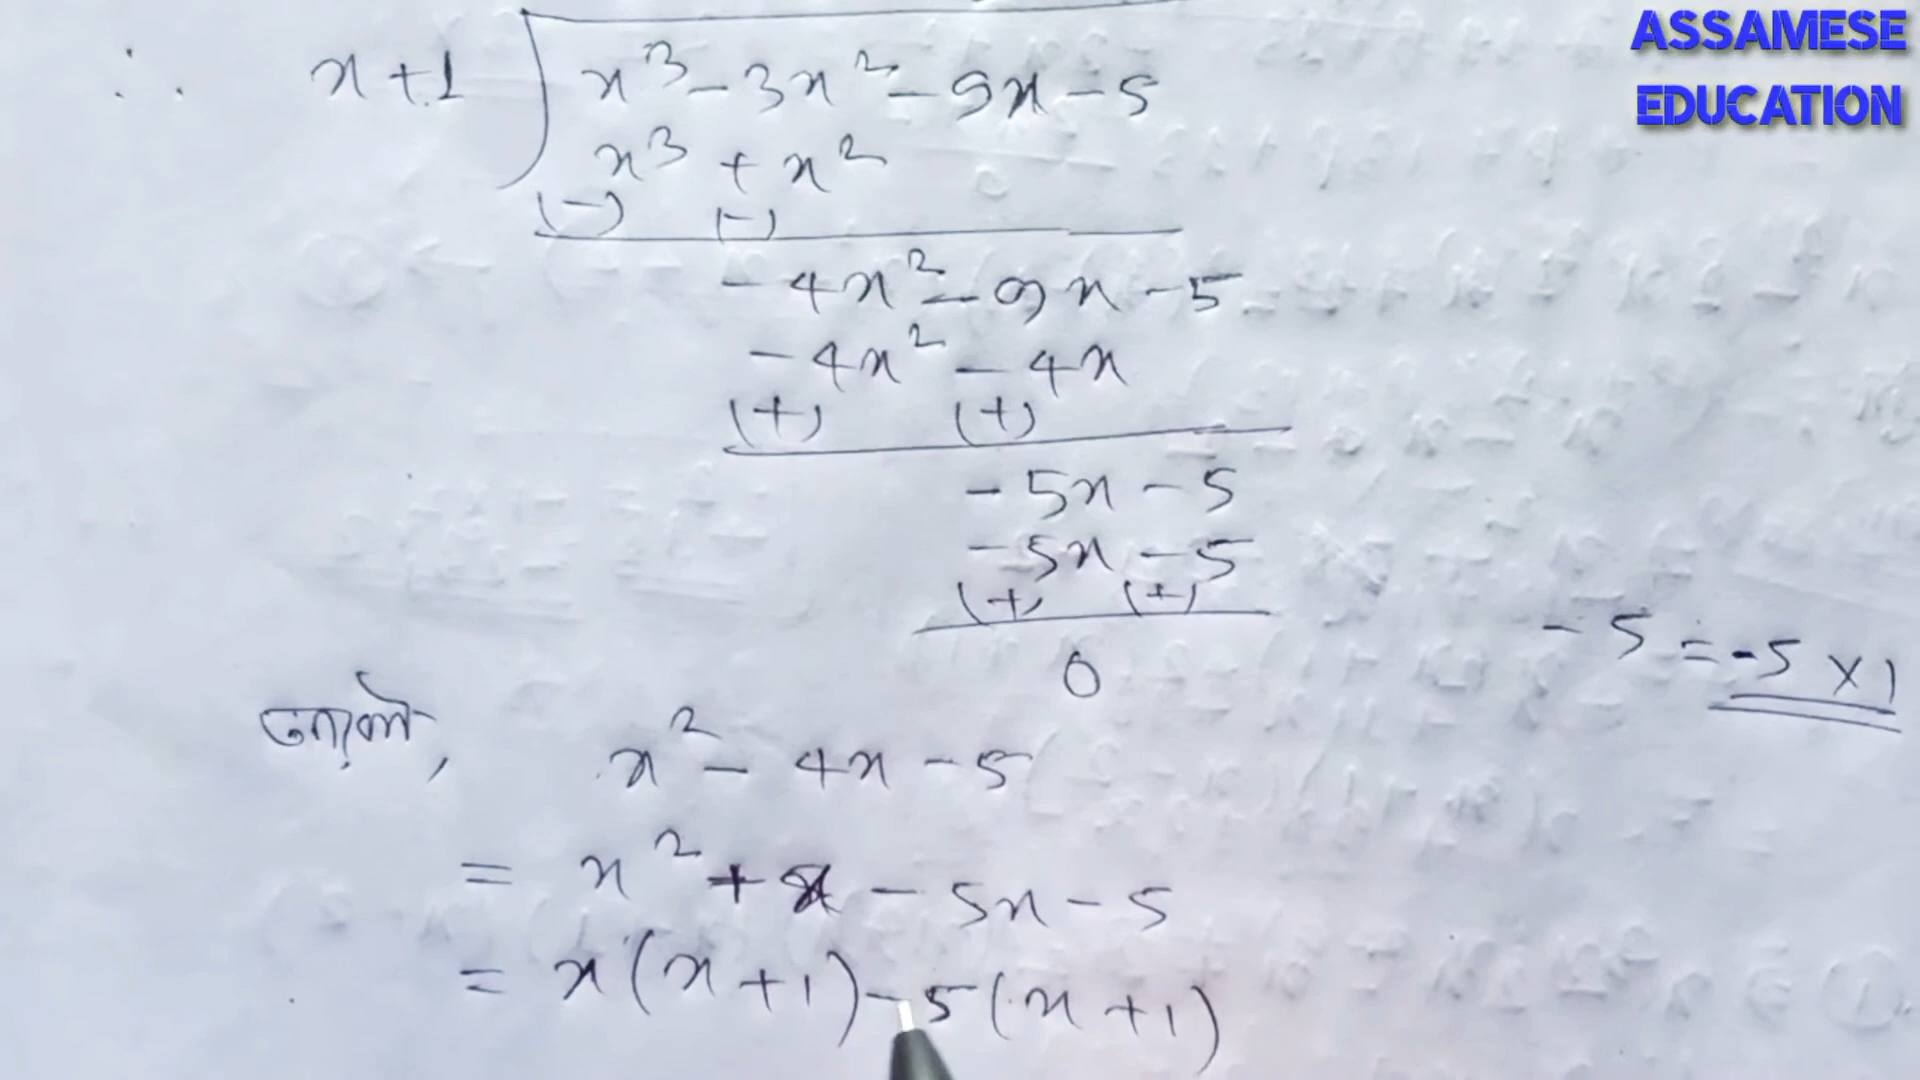 ASSAMESE
EDUCATION
∴ x+1 ) x³ - 3x² - 9x - 5
x³ + x²
(-) (-)
- 4x² - 9x - 5
- 4x² - 4x
(+) (+)
- 5x - 5
- 5x - 5
(+) (+)
0
- 5 = -5 × 1
x² - 4x - 5
= x² + x - 5x - 5
= x(x+1) - 5(x+1)